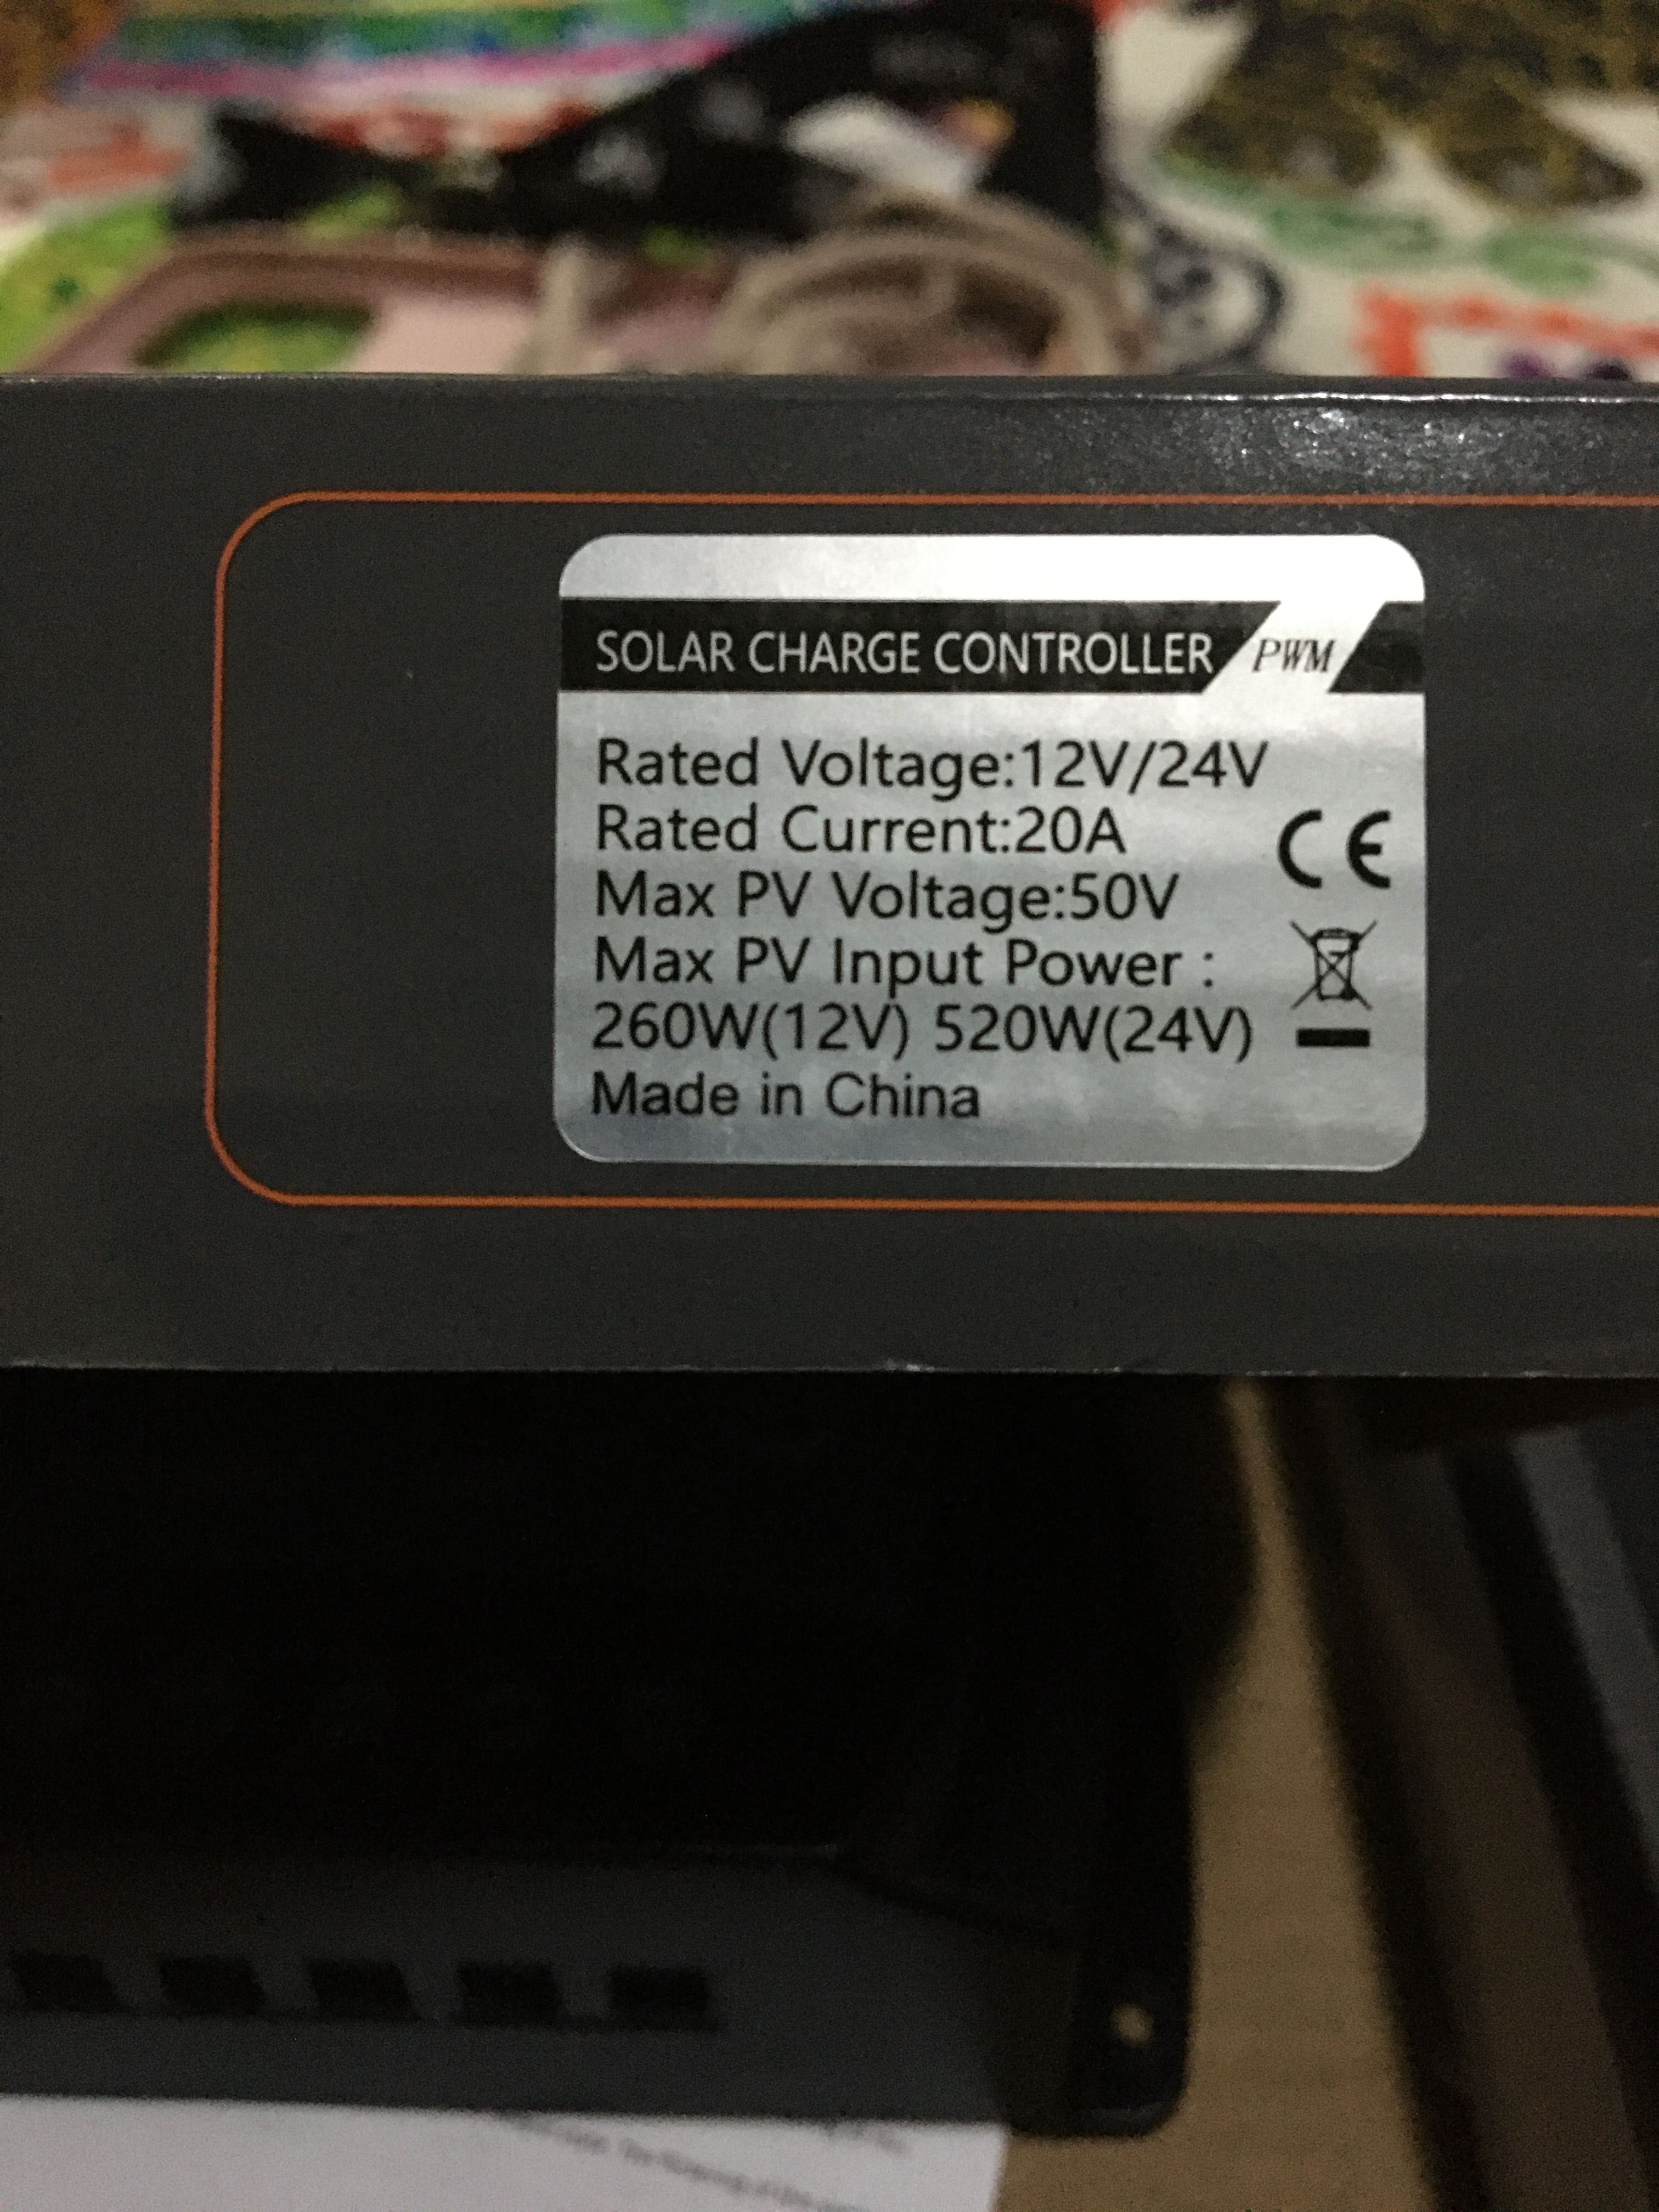 SOLAR CHARGE CONTROLLER PWM
Rated Voltage:12V/24V
Rated Current:20A
Max PV Voltage:50V
Max PV Input Power :
260W(12V) 520W(24V)
Made in China
CE